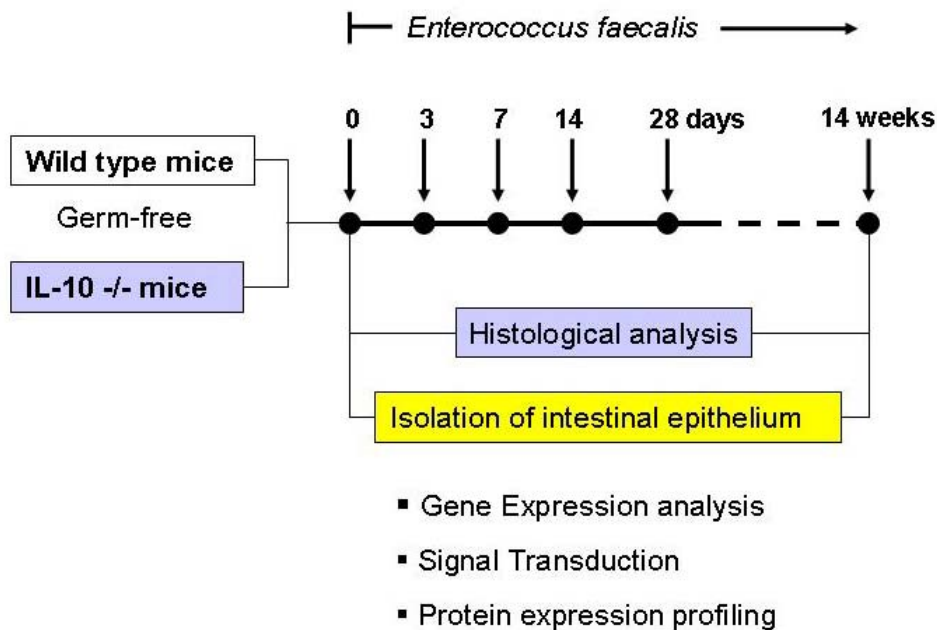 Enterococcus faecalis
0 3 7 14 28 days 14 weeks
Wild type mice
Germ-free
IL-10 -/- mice
Histological analysis
Isolation of intestinal epithelium
▪ Gene Expression analysis
▪ Signal Transduction
▪ Protein expression profiling